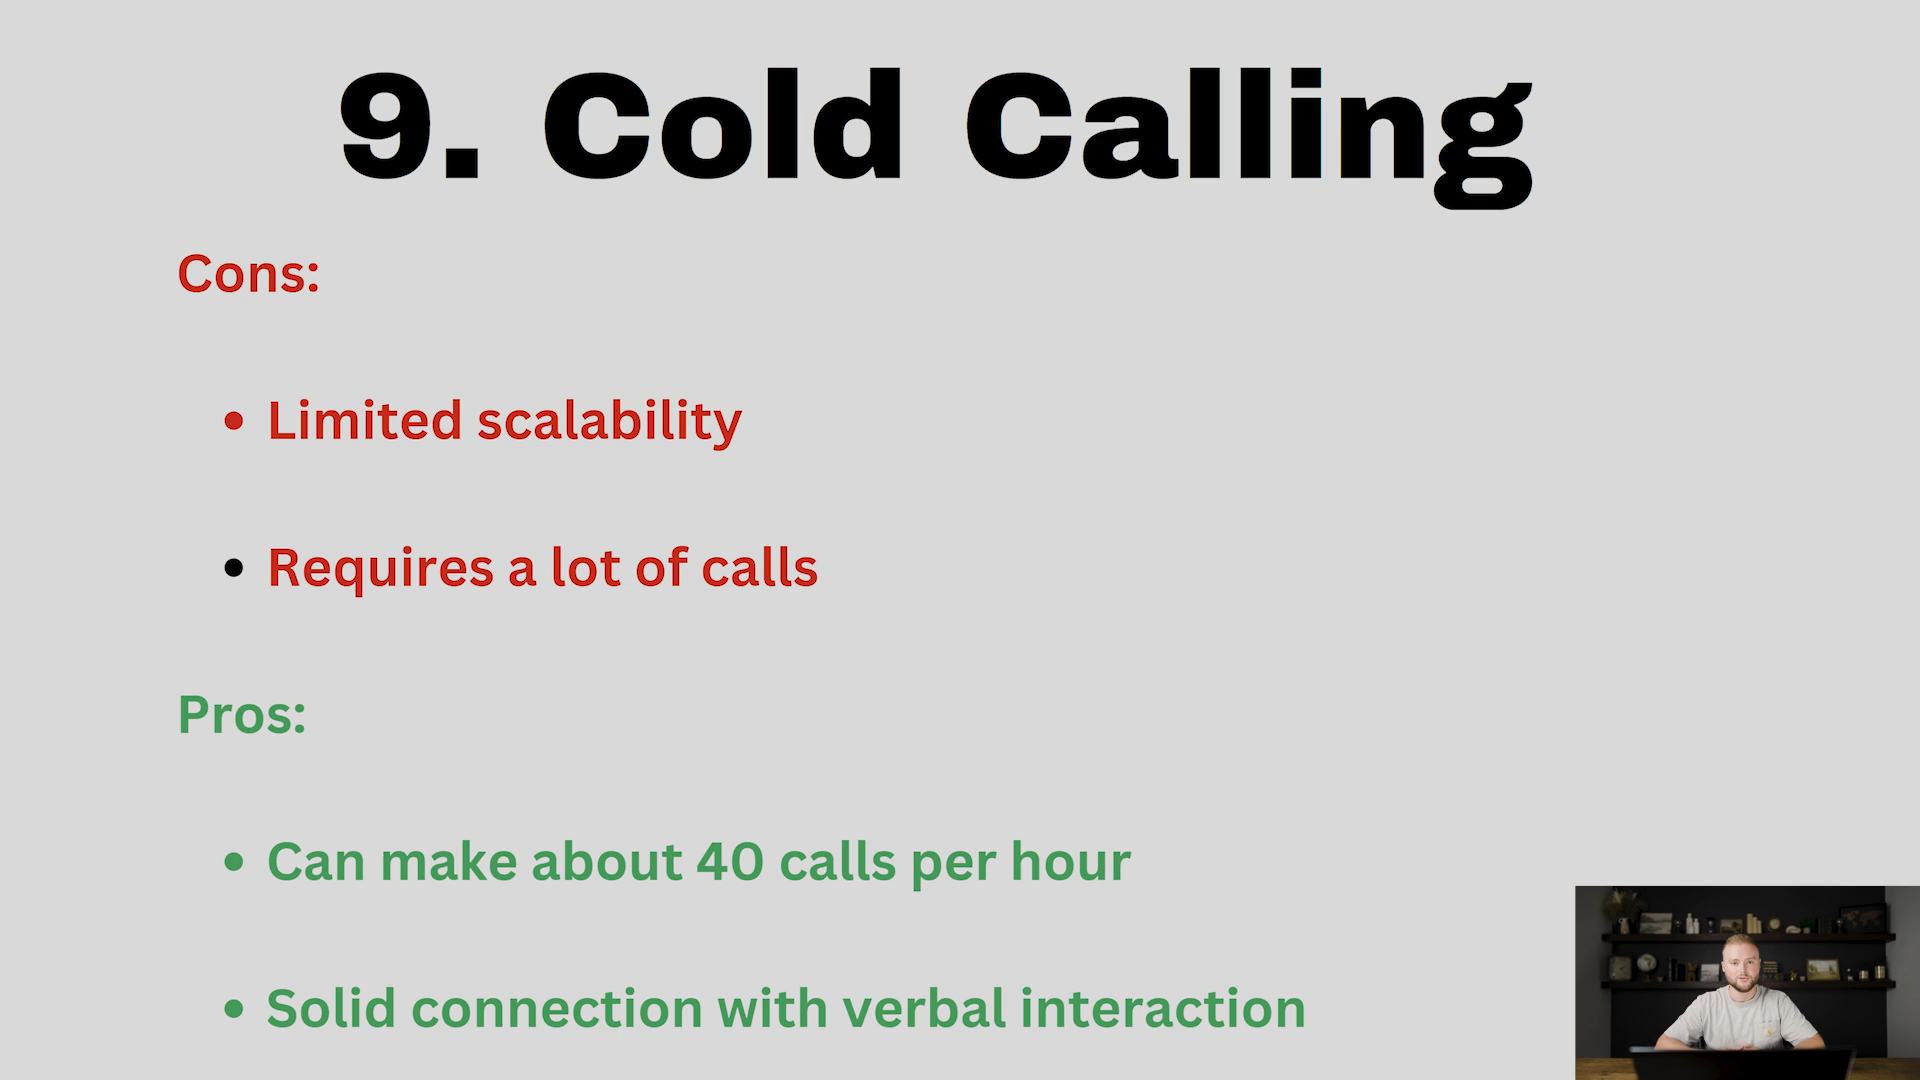 9. Cold Calling
Cons:
• Limited scalability
• Requires a lot of calls
Pros:
• Can make about 40 calls per hour
• Solid connection with verbal interaction